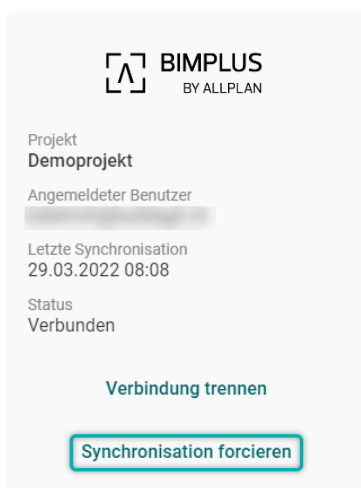 BIMPLUS
BY ALLPLAN
Projekt
Demoprojekt
Angemeldeter Benutzer
Letzte Synchronisation
29.03.2022 08:08
Status
Verbunden
Verbindung trennen
Synchronisation forcieren